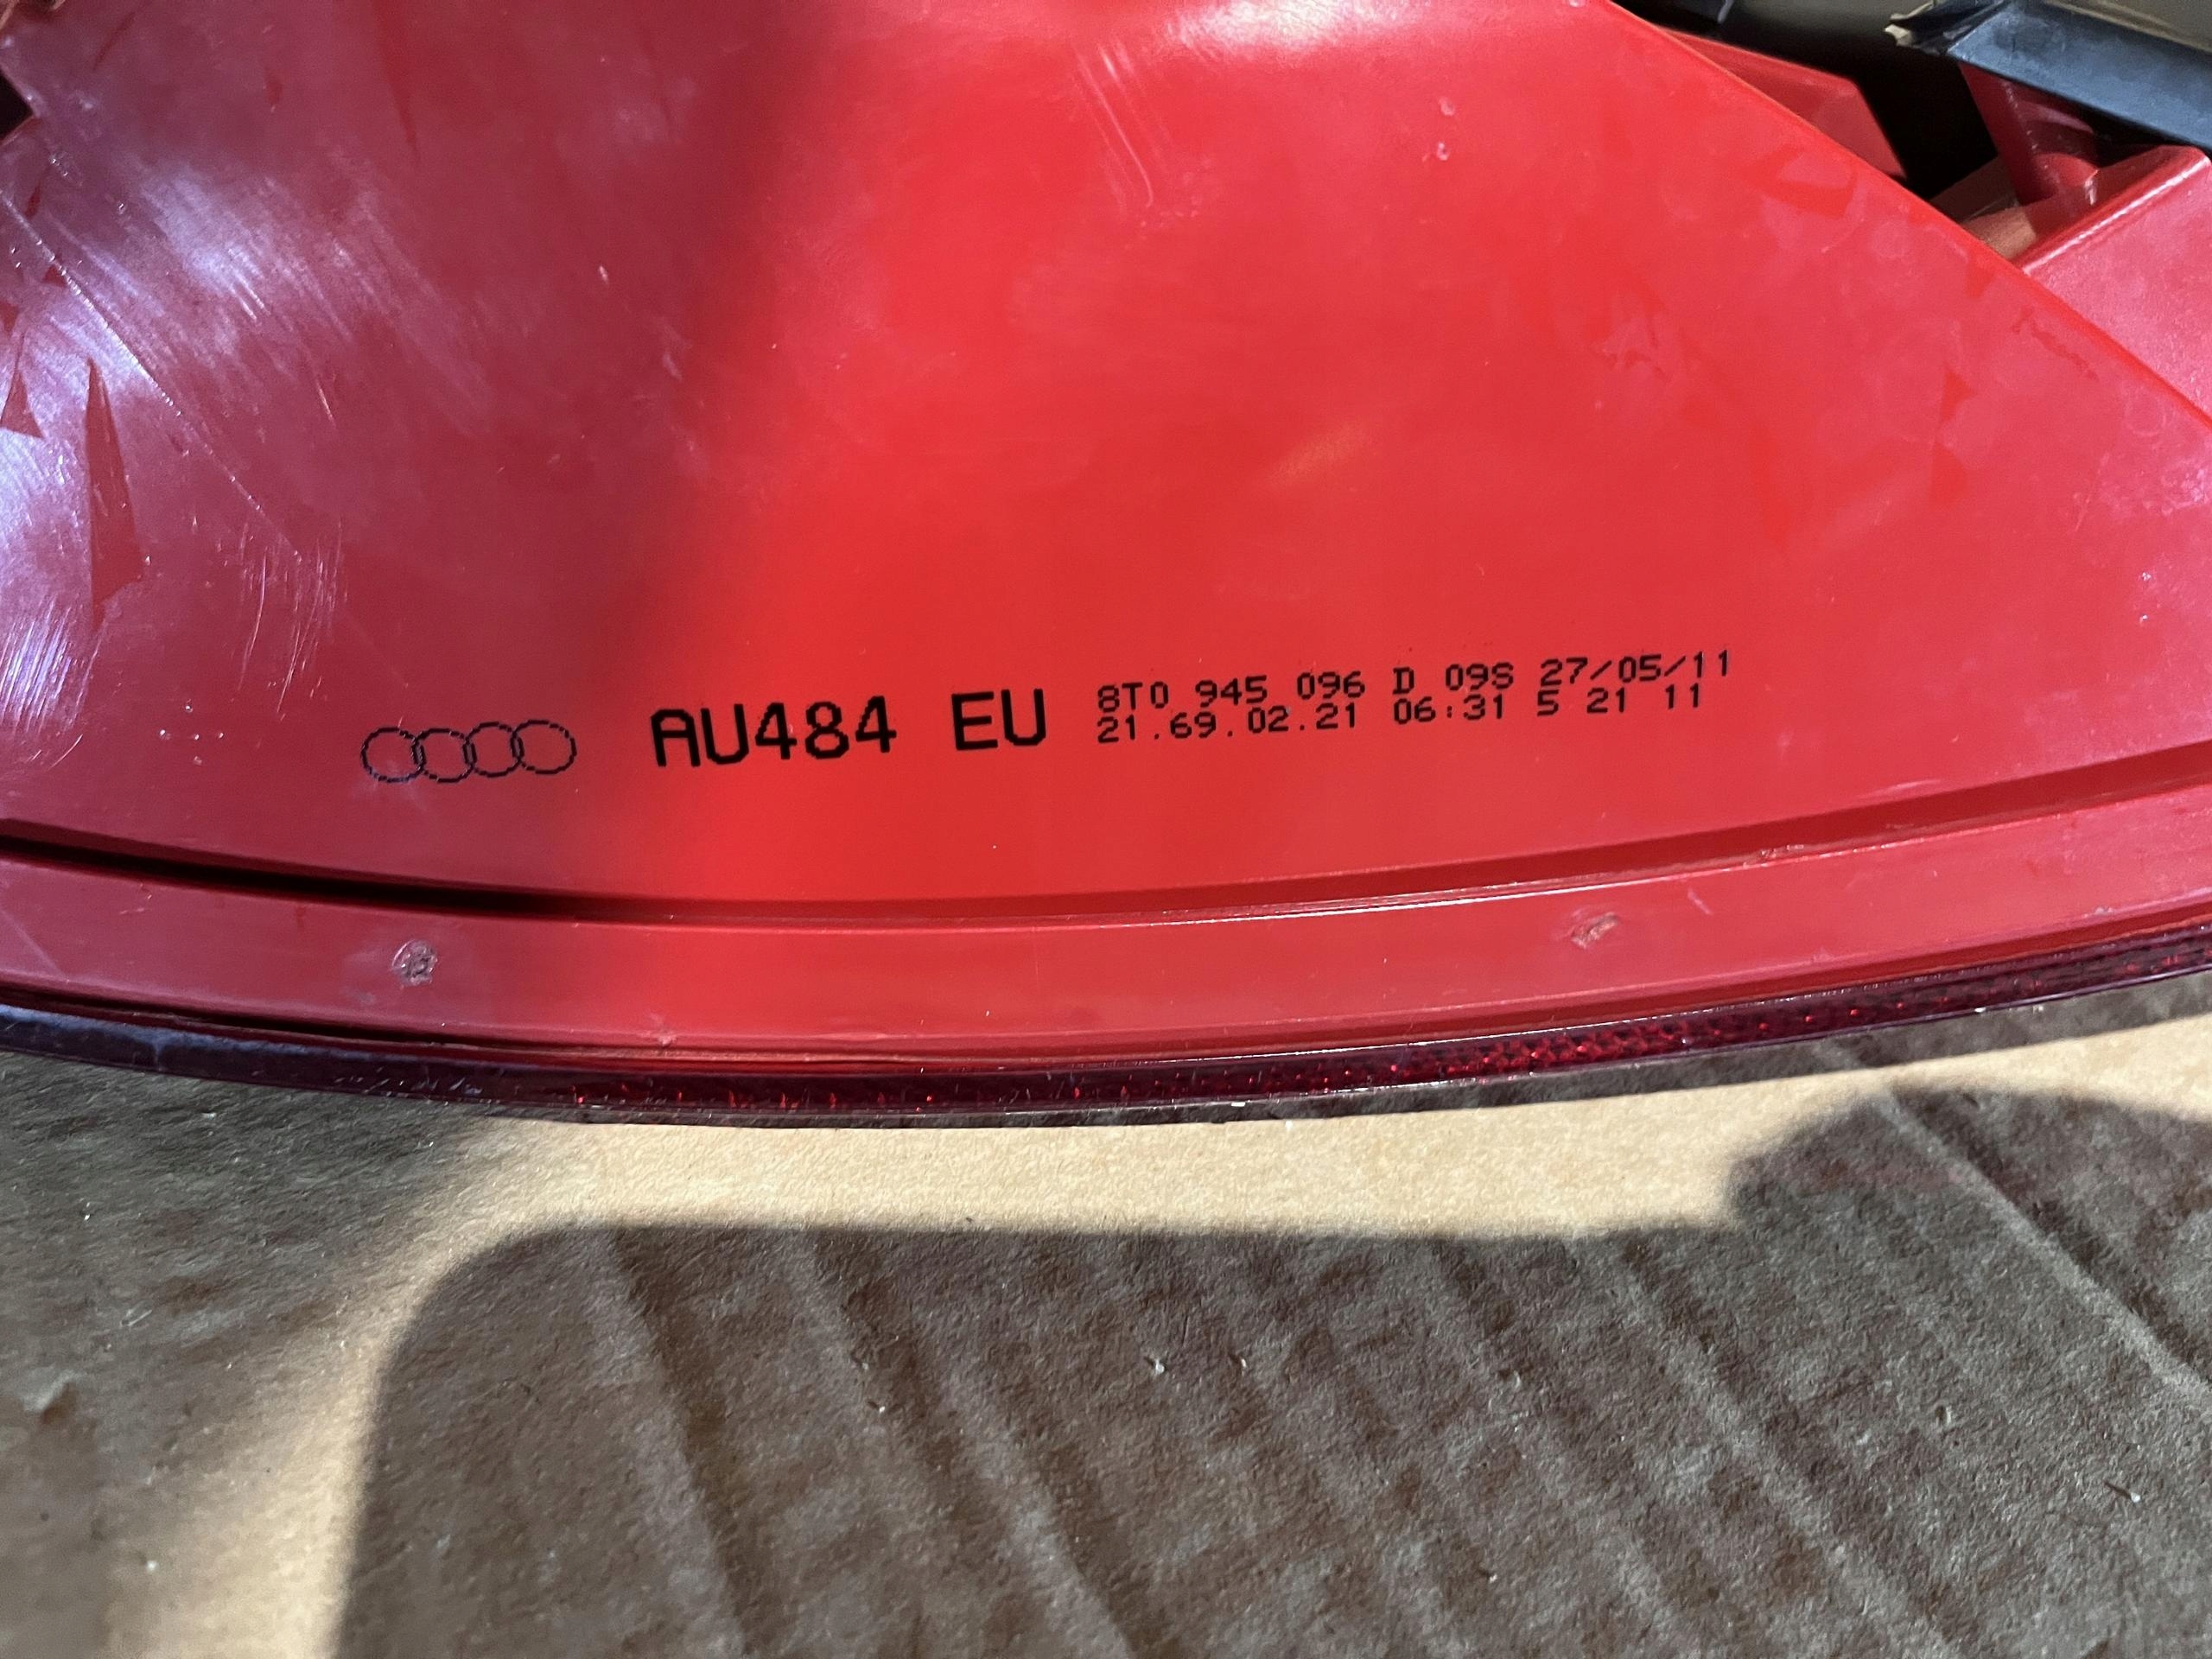 AU484 EU
8T0 945 096 D 09S 27/05/11
21.69.02.21 06:31 5 21 11